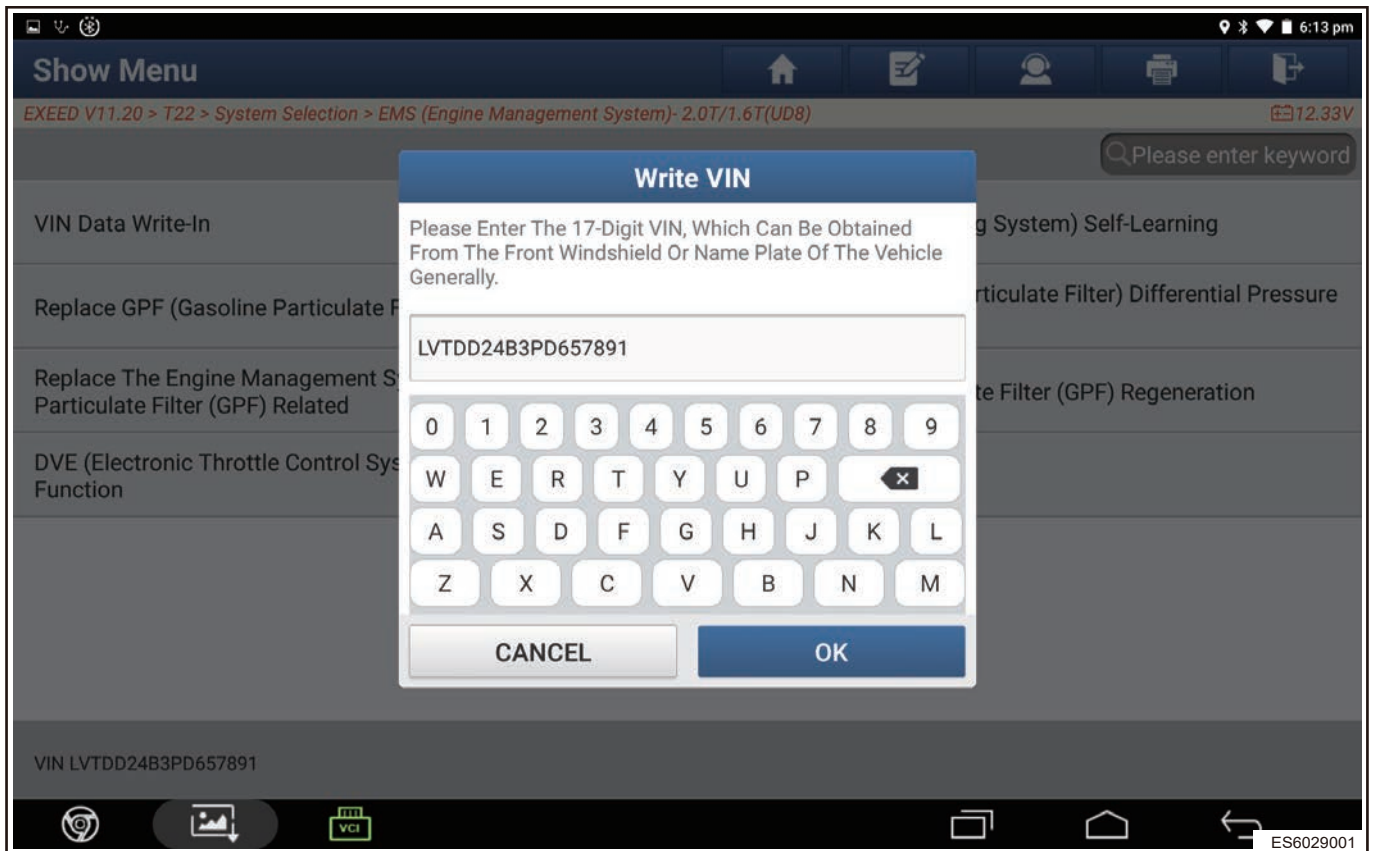 6:13 pm
Show Menu
EXEED V11.20 > T22 > System Selection > EMS (Engine Management System)- 2.0T/1.6T(UD8)
12.33V
Please enter keyword
Write VIN
Please Enter The 17-Digit VIN, Which Can Be Obtained
From The Front Windshield Or Name Plate Of The Vehicle
Generally.
LVTDD24B3PD657891
0 1 2 3 4 5 6 7 8 9
W E R T Y U P
A S D F G H J K L
Z X C V B N M
CANCEL OK
VIN Data Write-In
g System) Self-Learning
Replace GPF (Gasoline Particulate F
rticulate Filter) Differential Pressure
Replace The Engine Management S
Particulate Filter (GPF) Related
te Filter (GPF) Regeneration
DVE (Electronic Throttle Control Sys
Function
VIN LVTDD24B3PD657891
VCI
ES6029001